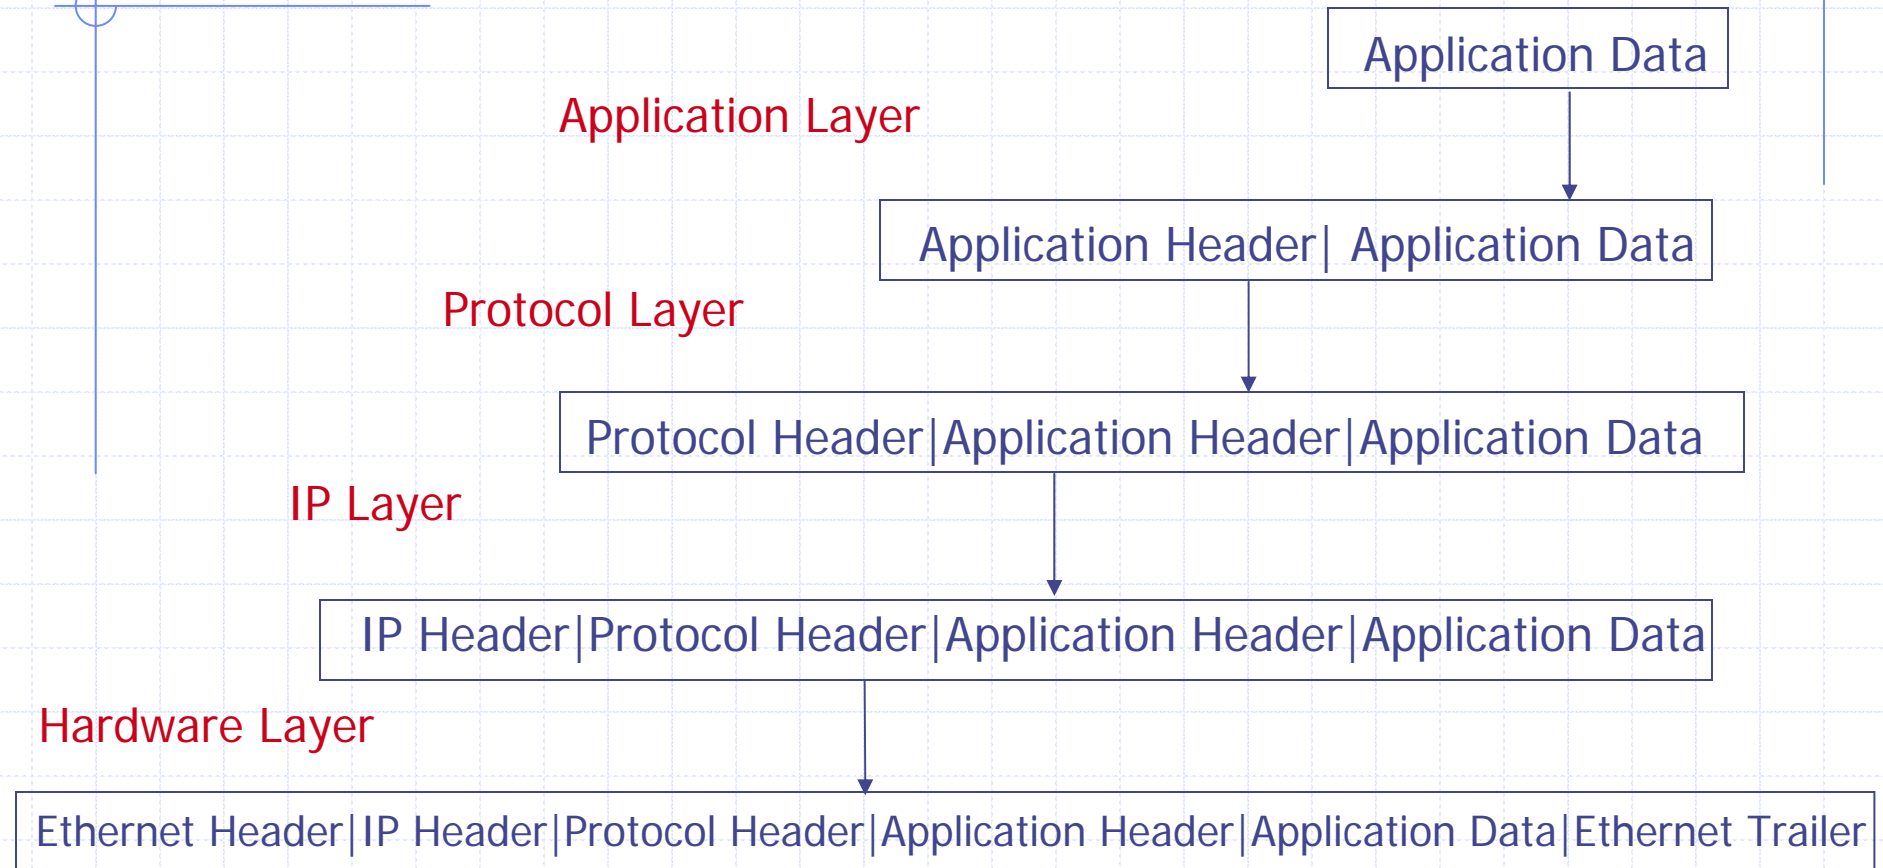 Application Data
Application Layer
Application Header| Application Data
Protocol Layer
Protocol Header|Application Header|Application Data
IP Layer
IP Header|Protocol Header|Application Header|Application Data
Hardware Layer
Ethernet Header|IP Header|Protocol Header|Application Header|Application Data|Ethernet Trailer